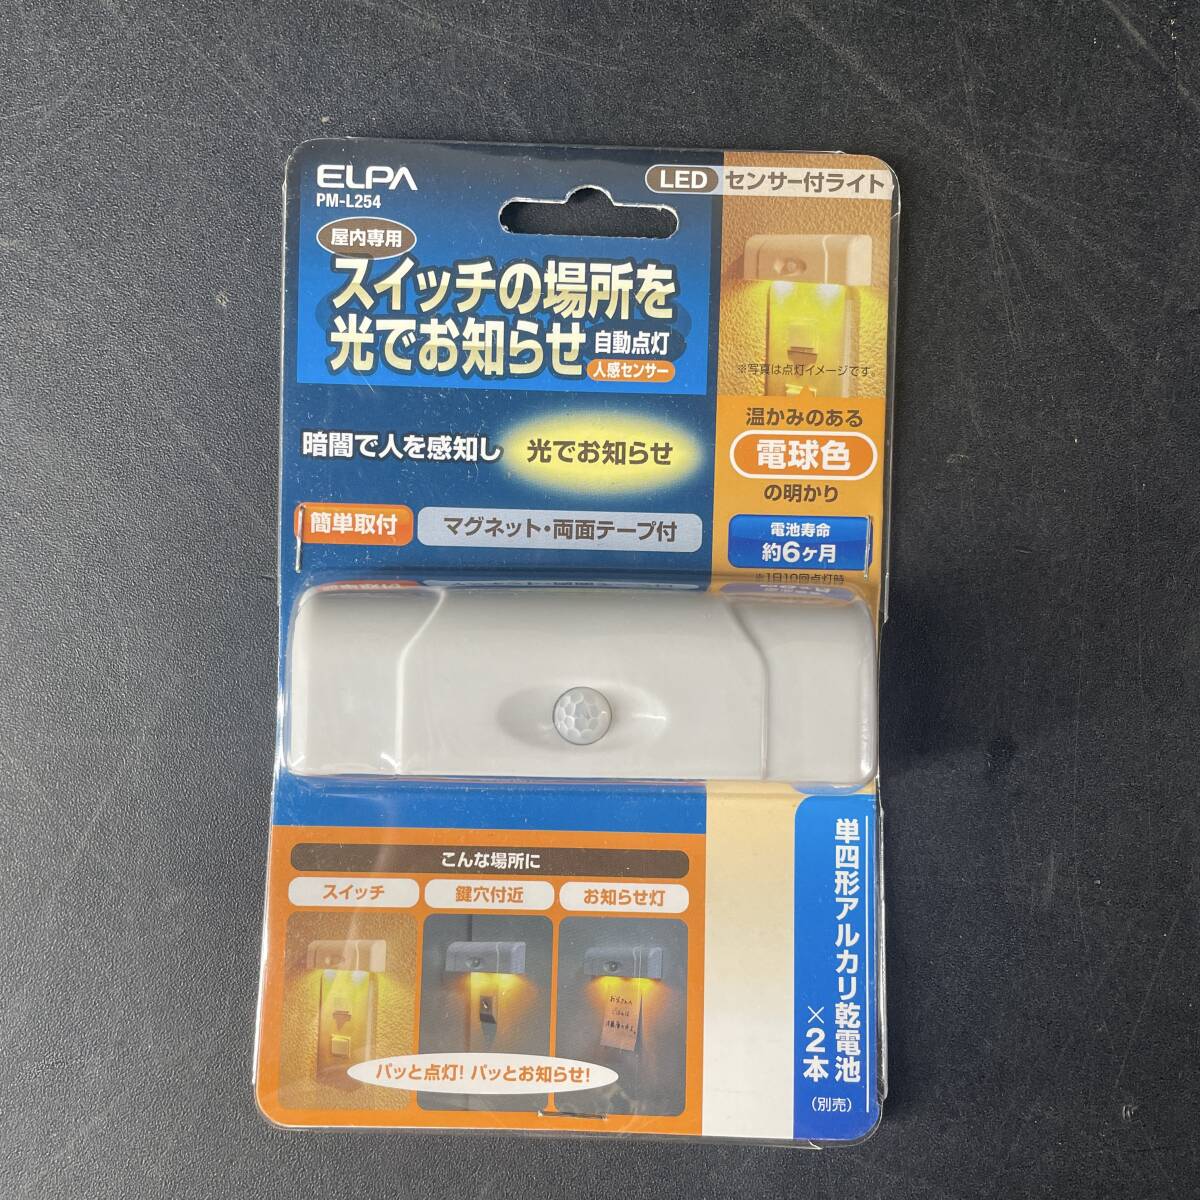 ELPA
PM-L254
LED センサー付ライト
屋内専用
スイッチの場所を
光でお知らせ
自動点灯
人感センサー
※写真は点灯イメージです。
暗闇で人を感知し 光でお知らせ
温かみのある
電球色
の明かり
簡単取付 マグネット・両面テープ付
電池寿命
約6ヶ月
※1日10回点灯時
こんな場所に
スイッチ 鍵穴付近 お知らせ灯
パッと点灯! パッとお知らせ!
単四形アルカリ乾電池
×2本
(別売)